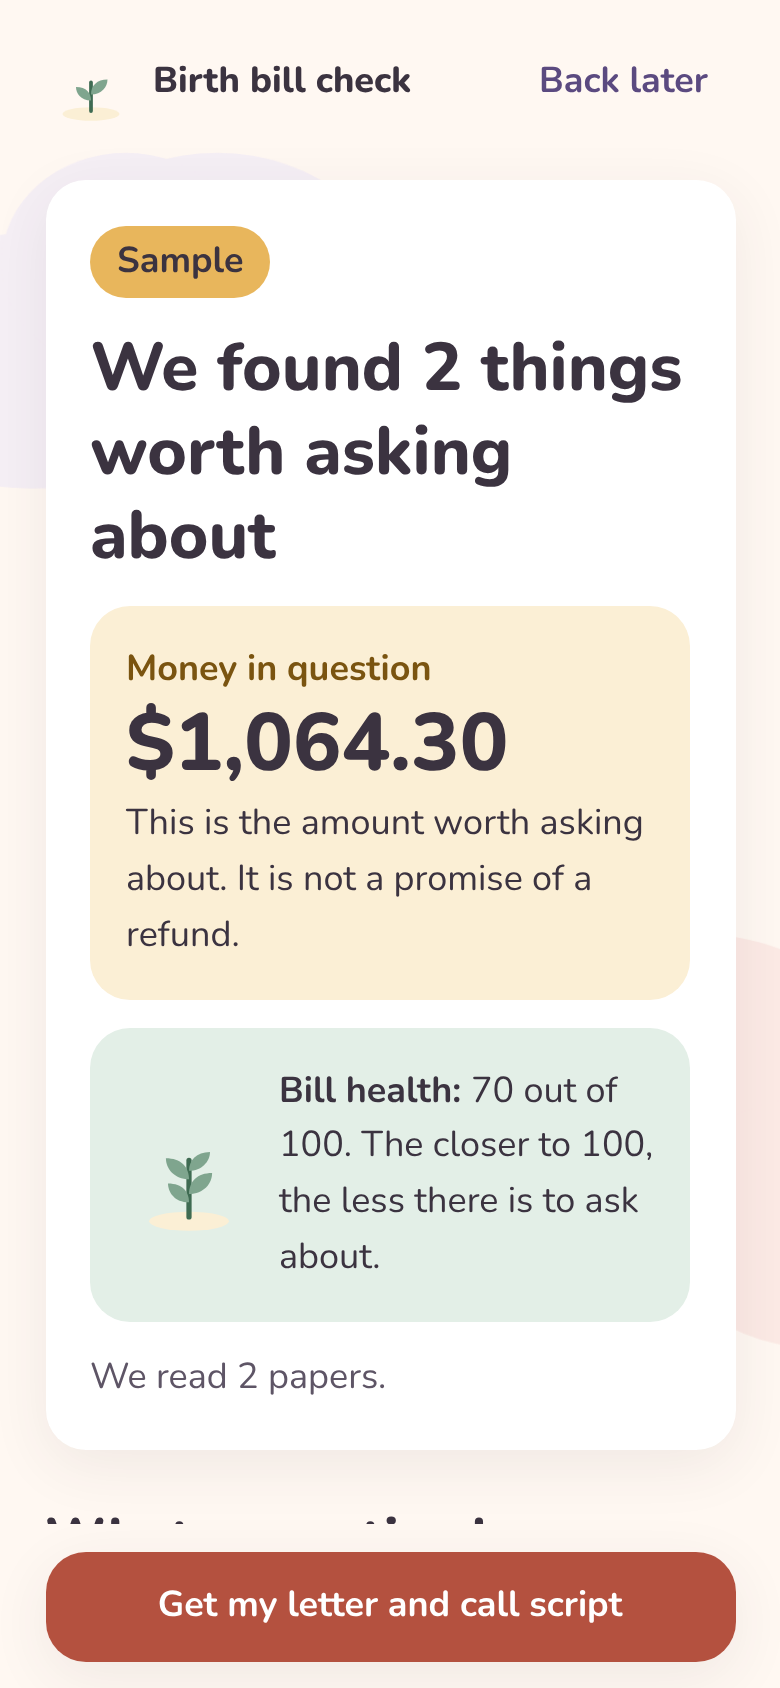 Birth bill check
Back later
Sample
We found 2 things
worth asking
about
Money in question
$1,064.30
This is the amount worth asking
about. It is not a promise of a
refund.
Bill health: 70 out of
100. The closer to 100,
the less there is to ask
about.
We read 2 papers.
Get my letter and call script